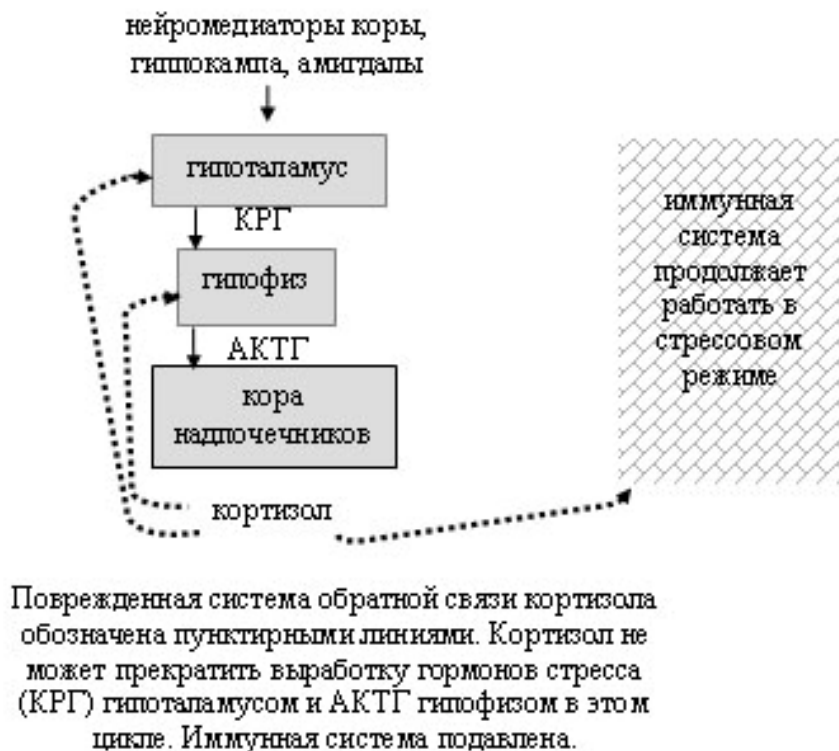 нейромедиаторы коры,
гиппокампа, амигдалы
гипоталамус
КРГ
гипофиз
АКТГ
кора
надпочечников
кортизол
иммунная
система
продолжает
работать в
стрессовом
режиме
Поврежденная система обратной связи кортизола
обозначена пунктирными линиями. Кортизол не
может прекратить выработку гормонов стресса
(КРГ) гипоталамусом и АКТГ гипофизом в этом
цикле. Иммунная система подавлена.